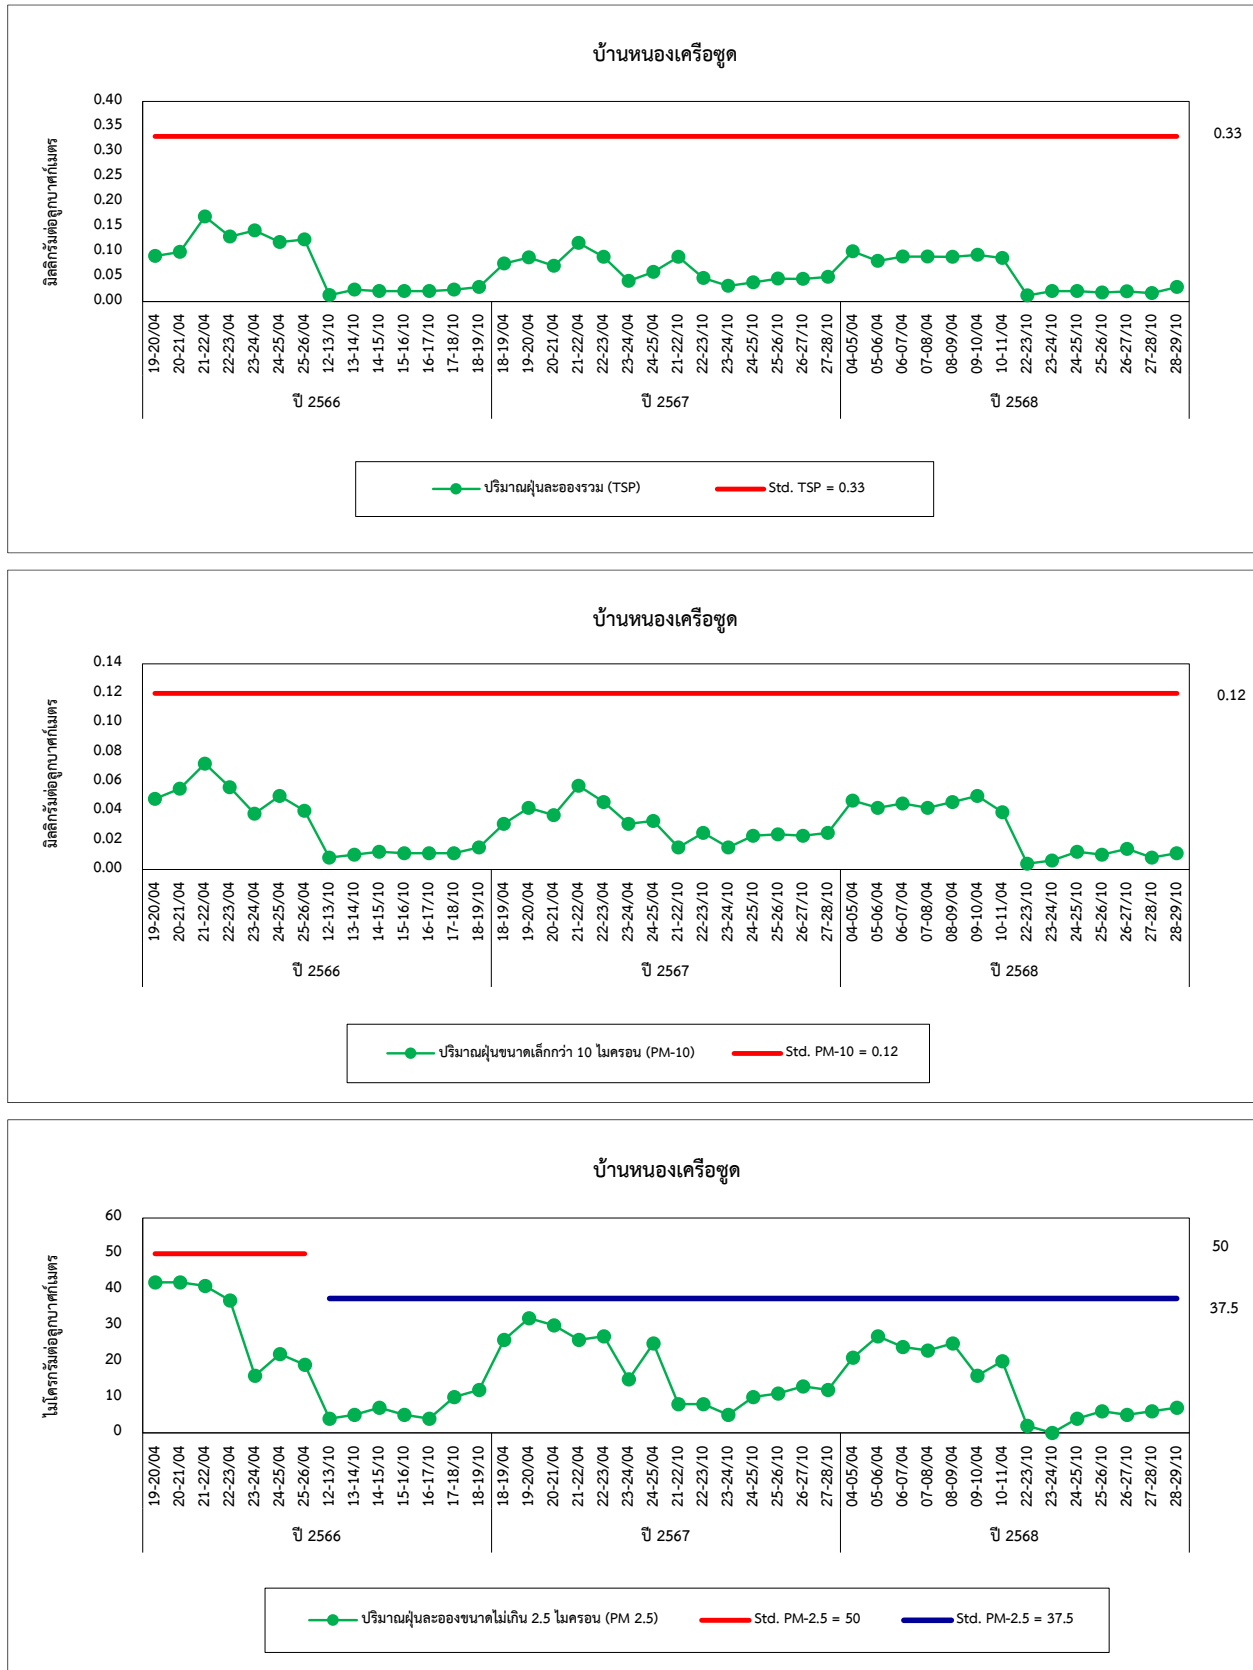 บ้านหนองเครือซูด
มิลลิกรัมต่อลูกบาศก์เมตร
0.40
0.35
0.30
0.25
0.20
0.15
0.10
0.05
0.00
0.33
19-20/04 20-21/04 21-22/04 22-23/04 23-24/04 24-25/04 25-26/04 12-13/10 13-14/10 14-15/10 15-16/10 16-17/10 17-18/10 18-19/10 18-19/04 19-20/04 20-21/04 21-22/04 22-23/04 23-24/04 24-25/04 21-22/10 22-23/10 23-24/10 24-25/10 25-26/10 26-27/10 27-28/10 04-05/04 05-06/04 06-07/04 07-08/04 08-09/04 09-10/04 10-11/04 22-23/10 23-24/10 24-25/10 25-26/10 26-27/10 27-28/10 28-29/10
ปี 2566 ปี 2567 ปี 2568
ปริมาณฝุ่นละอองรวม (TSP) Std. TSP = 0.33
บ้านหนองเครือซูด
มิลลิกรัมต่อลูกบาศก์เมตร
0.14
0.12
0.10
0.08
0.06
0.04
0.02
0.00
0.12
19-20/04 20-21/04 21-22/04 22-23/04 23-24/04 24-25/04 25-26/04 12-13/10 13-14/10 14-15/10 15-16/10 16-17/10 17-18/10 18-19/10 18-19/04 19-20/04 20-21/04 21-22/04 22-23/04 23-24/04 24-25/04 21-22/10 22-23/10 23-24/10 24-25/10 25-26/10 26-27/10 27-28/10 04-05/04 05-06/04 06-07/04 07-08/04 08-09/04 09-10/04 10-11/04 22-23/10 23-24/10 24-25/10 25-26/10 26-27/10 27-28/10 28-29/10
ปี 2566 ปี 2567 ปี 2568
ปริมาณฝุ่นขนาดเล็กกว่า 10 ไมครอน (PM-10) Std. PM-10 = 0.12
บ้านหนองเครือซูด
ไมโครกรัมต่อลูกบาศก์เมตร
60
50
40
30
20
10
0
50
37.5
19-20/04 20-21/04 21-22/04 22-23/04 23-24/04 24-25/04 25-26/04 12-13/10 13-14/10 14-15/10 15-16/10 16-17/10 17-18/10 18-19/10 18-19/04 19-20/04 20-21/04 21-22/04 22-23/04 23-24/04 24-25/04 21-22/10 22-23/10 23-24/10 24-25/10 25-26/10 26-27/10 27-28/10 04-05/04 05-06/04 06-07/04 07-08/04 08-09/04 09-10/04 10-11/04 22-23/10 23-24/10 24-25/10 25-26/10 26-27/10 27-28/10 28-29/10
ปี 2566 ปี 2567 ปี 2568
ปริมาณฝุ่นละอองขนาดไม่เกิน 2.5 ไมครอน (PM 2.5) Std. PM-2.5 = 50 Std. PM-2.5 = 37.5